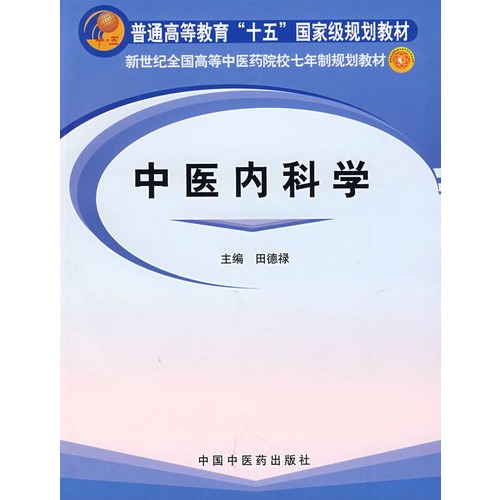 普通高等教育“十五”国家级规划教材
新世纪全国高等中医药院校七年制规划教材
中医内科学
主编 田德禄
中国中医药出版社